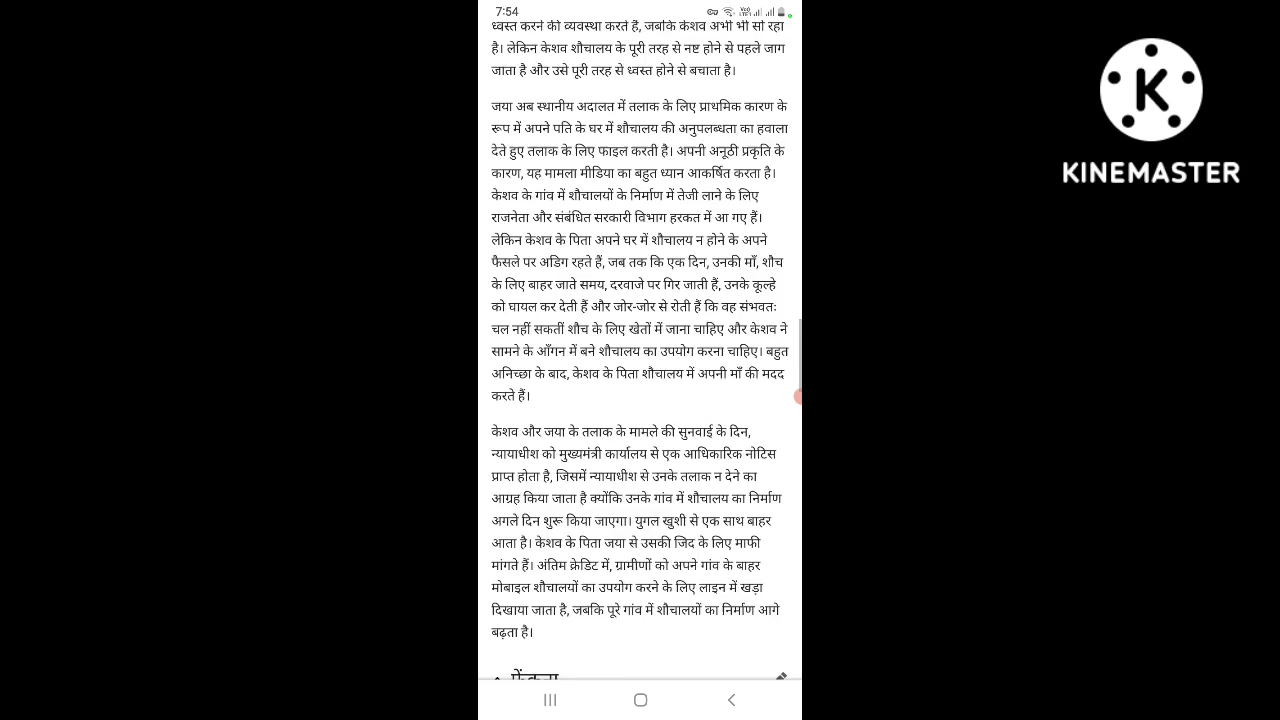 7:54
ध्वस्त करने की व्यवस्था करते हैं, जबकि केशव अभी भी सो रहा
है। लेकिन केशव शौचालय के पूरी तरह से नष्ट होने से पहले जाग
जाता है और उसे पूरी तरह से ध्वस्त होने से बचाता है।
जया अब स्थानीय अदालत में तलाक के लिए प्राथमिक कारण के
रूप में अपने पति के घर में शौचालय की अनुपलब्धता का हवाला
देते हुए तलाक के लिए फाइल करती है। अपनी अनूठी प्रकृति के
कारण, यह मामला मीडिया का बहुत ध्यान आकर्षित करता है।
केशव के गांव में शौचालयों के निर्माण में तेजी लाने के लिए
राजनेता और संबंधित सरकारी विभाग हरकत में आ गए हैं।
लेकिन केशव के पिता अपने घर में शौचालय न होने के अपने
फैसले पर अडिग रहते हैं, जब तक कि एक दिन, उनकी माँ, शौच
के लिए बाहर जाते समय, दरवाजे पर गिर जाती हैं, उनके कूल्हे
को घायल कर देती हैं और जोर-जोर से रोती हैं कि वह संभवतः
चल नहीं सकतीं शौच के लिए खेतों में जाना चाहिए और केशव ने
सामने के आँगन में बने शौचालय का उपयोग करना चाहिए। बहुत
अनिच्छा के बाद, केशव के पिता शौचालय में अपनी माँ की मदद
करते हैं।
केशव और जया के तलाक के मामले की सुनवाई के दिन,
न्यायाधीश को मुख्यमंत्री कार्यालय से एक आधिकारिक नोटिस
प्राप्त होता है, जिसमें न्यायाधीश से उनके तलाक न देने का
आग्रह किया जाता है क्योंकि उनके गांव में शौचालय का निर्माण
अगले दिन शुरू किया जाएगा। युगल खुशी से एक साथ बाहर
आता है। केशव के पिता जया से उसकी जिद के लिए माफी
मांगते हैं। अंतिम क्रेडिट में, ग्रामीणों को अपने गांव के बाहर
मोबाइल शौचालयों का उपयोग करने के लिए लाइन में खड़ा
दिखाया जाता है, जबकि पूरे गांव में शौचालयों का निर्माण आगे
बढ़ता है।
फेंकना
K
KINEMASTER